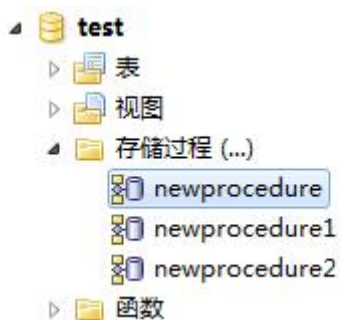 test
表
视图
存储过程 (...)
newprocedure
newprocedure1
newprocedure2
函数